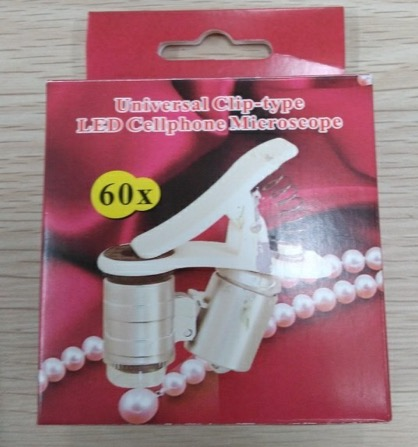 Universal Clip-type
LED Cellphone Microscope
60x